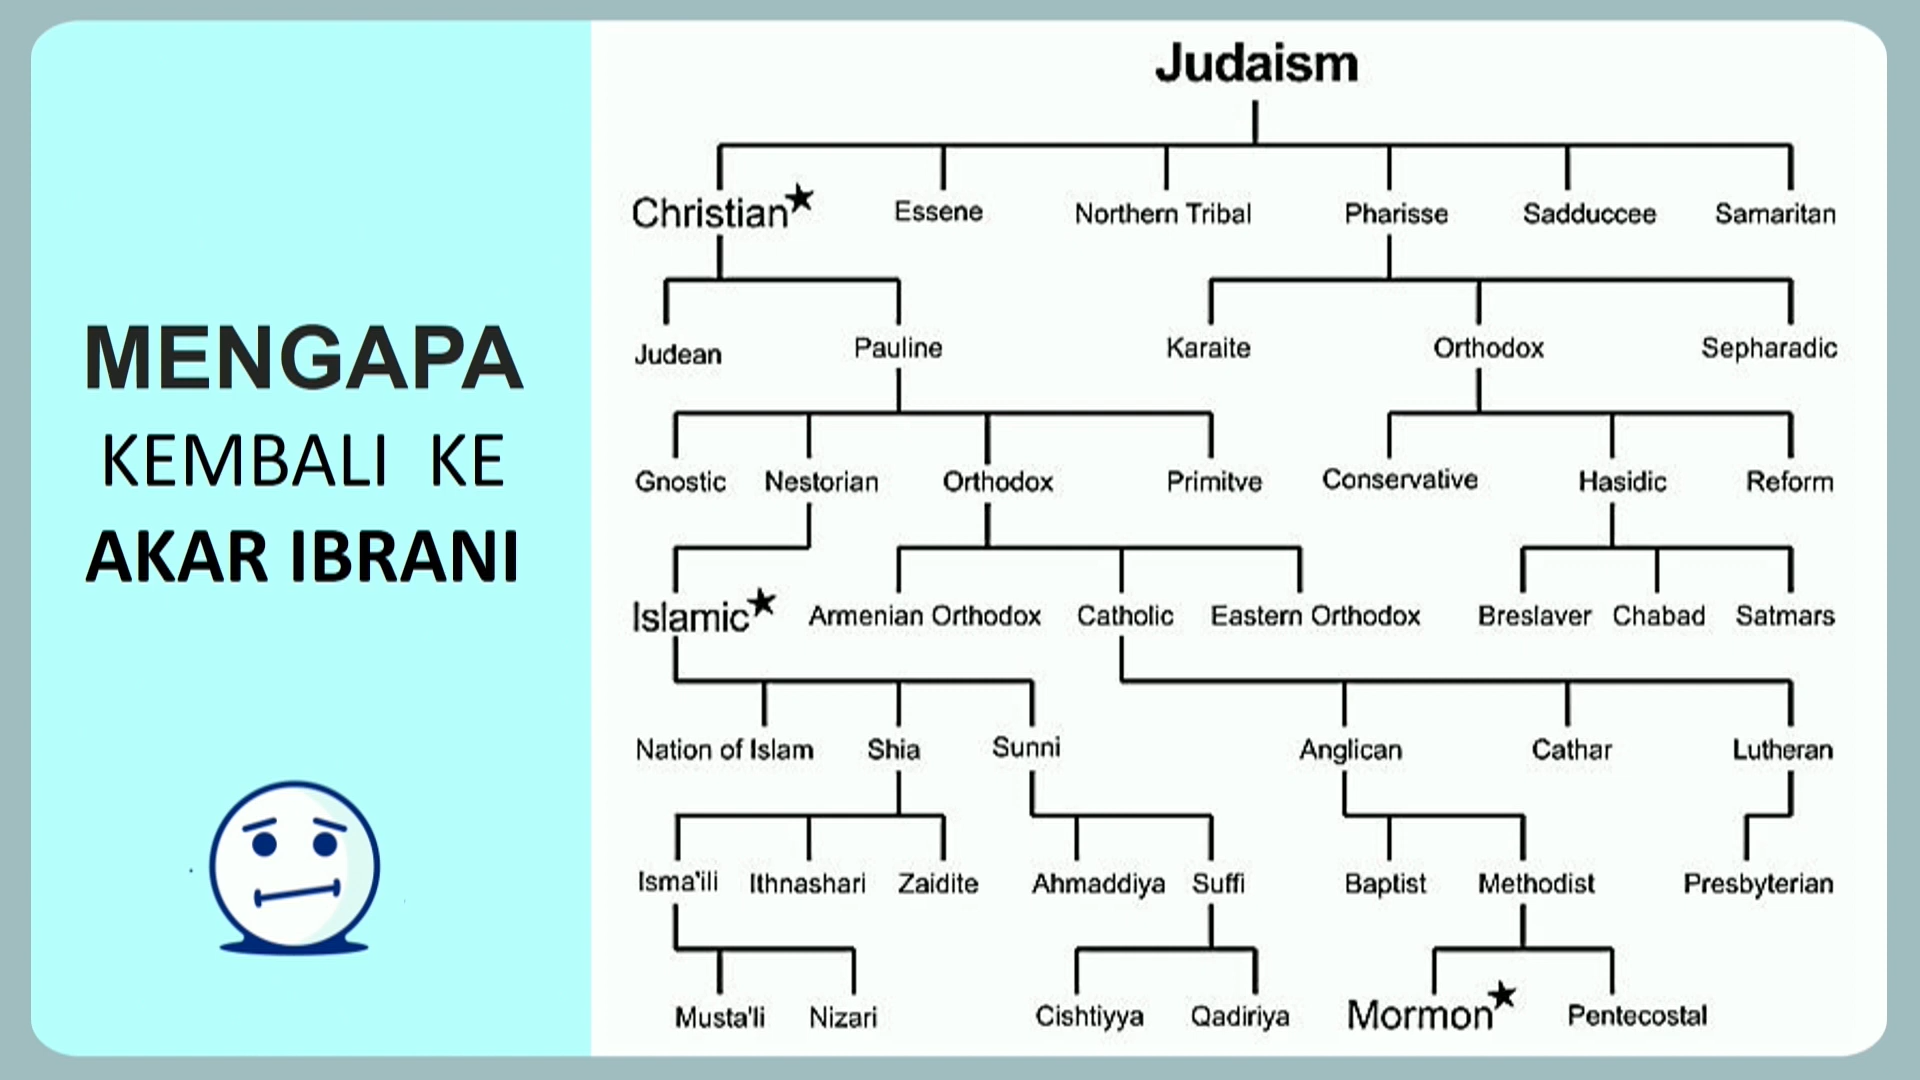 MENGAPA
KEMBALI KE
AKAR IBRANI
Judaism
Christian★ Essene Northern Tribal Pharisse Sadduccee Samaritan
Judean Pauline Karaite Orthodox Sepharadic
Gnostic Nestorian Orthodox Primitve Conservative Hasidic Reform
Islamic★ Armenian Orthodox Catholic Eastern Orthodox Breslaver Chabad Satmars
Nation of Islam Shia Sunni Anglican Cathar Lutheran
Isma'ili Ithnashari Zaidite Ahmaddiya Suffi Baptist Methodist Presbyterian
Musta'li Nizari Cishtiyya Qadiriya Mormon★ Pentecostal